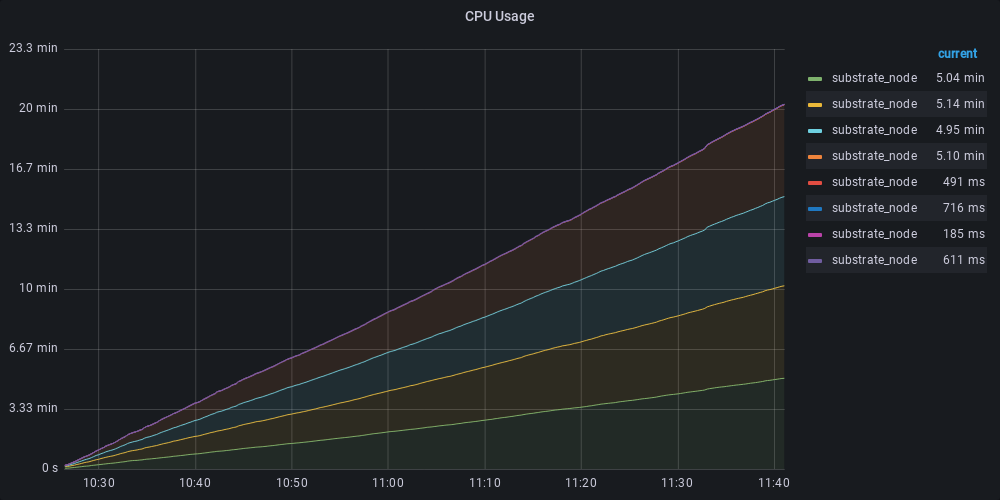 CPU Usage
23.3 min
20 min
16.7 min
13.3 min
10 min
6.67 min
3.33 min
0 s
10:30 10:40 10:50 11:00 11:10 11:20 11:30 11:40
current
substrate_node 5.04 min
substrate_node 5.14 min
substrate_node 4.95 min
substrate_node 5.10 min
substrate_node 491 ms
substrate_node 716 ms
substrate_node 185 ms
substrate_node 611 ms